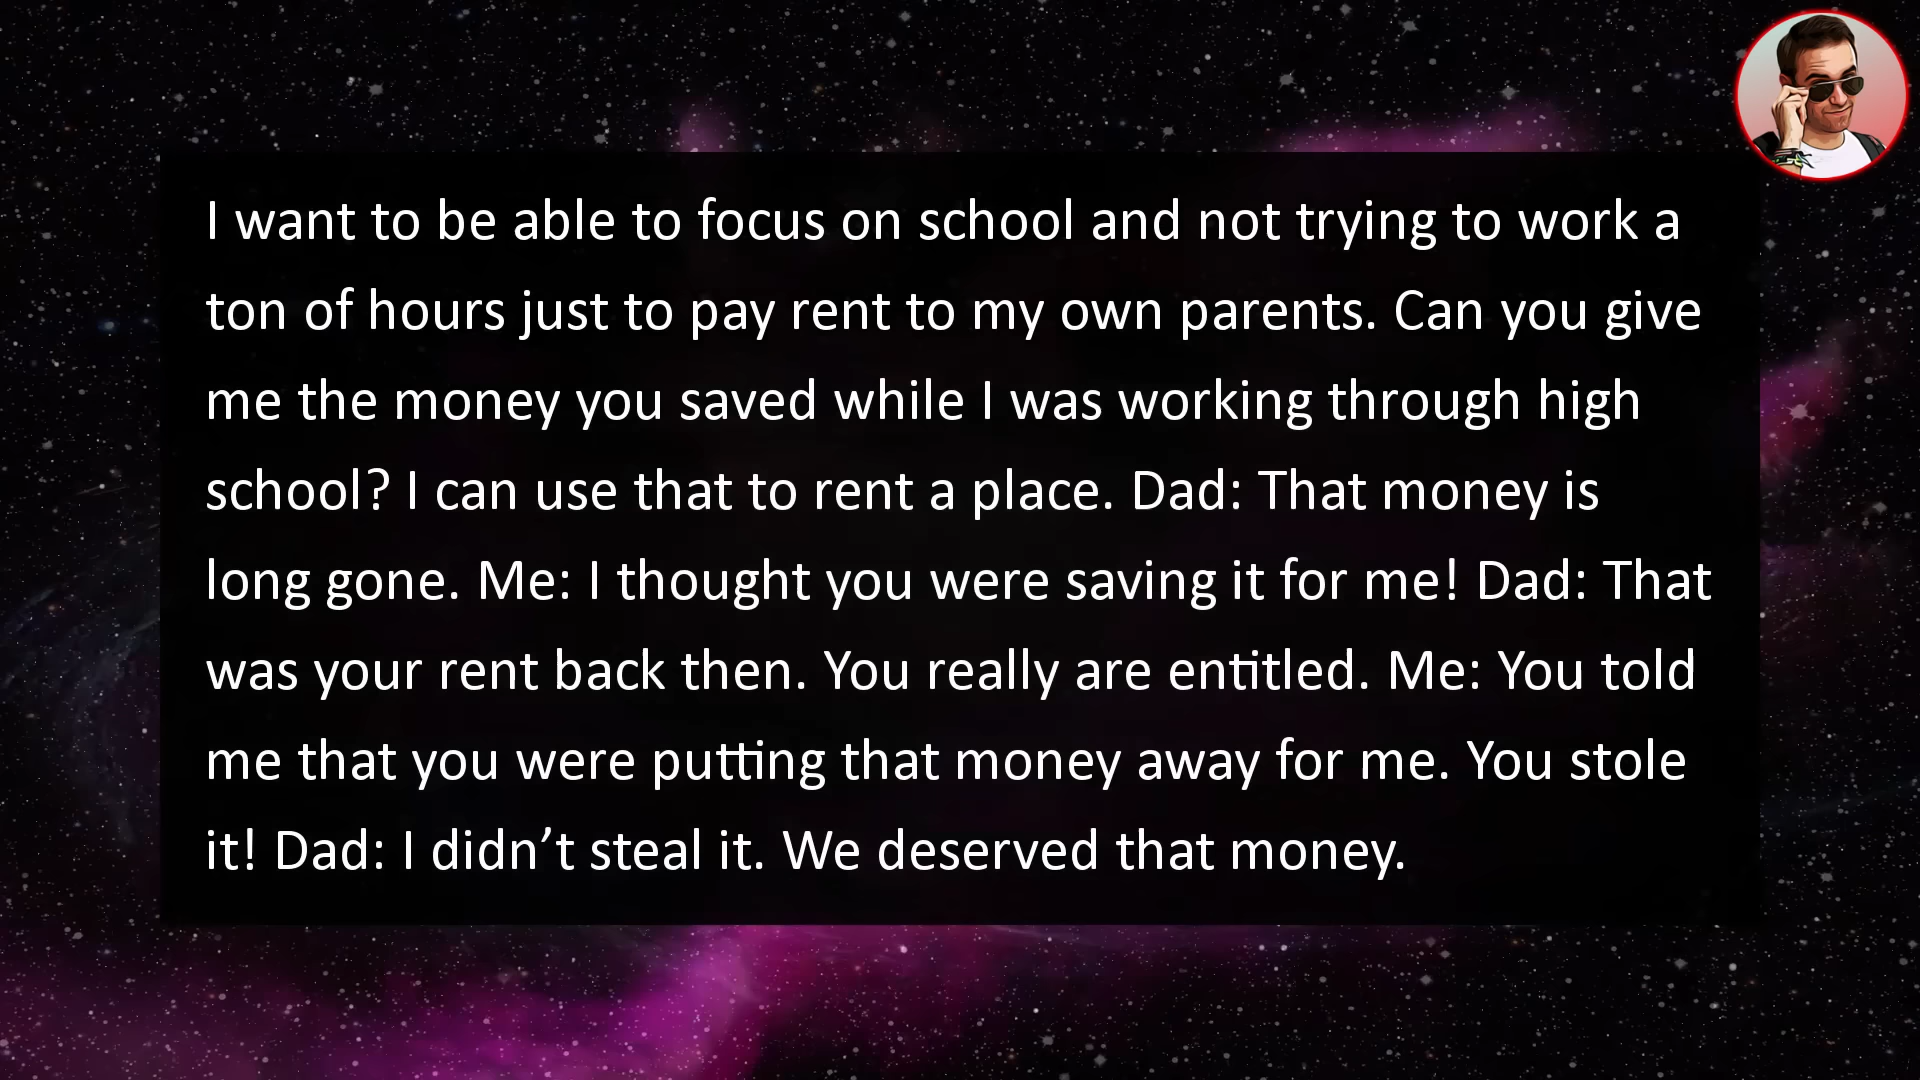 I want to be able to focus on school and not trying to work a
ton of hours just to pay rent to my own parents. Can you give
me the money you saved while I was working through high
school? I can use that to rent a place. Dad: That money is
long gone. Me: I thought you were saving it for me! Dad: That
was your rent back then. You really are entitled. Me: You told
me that you were putting that money away for me. You stole
it! Dad: I didn’t steal it. We deserved that money.